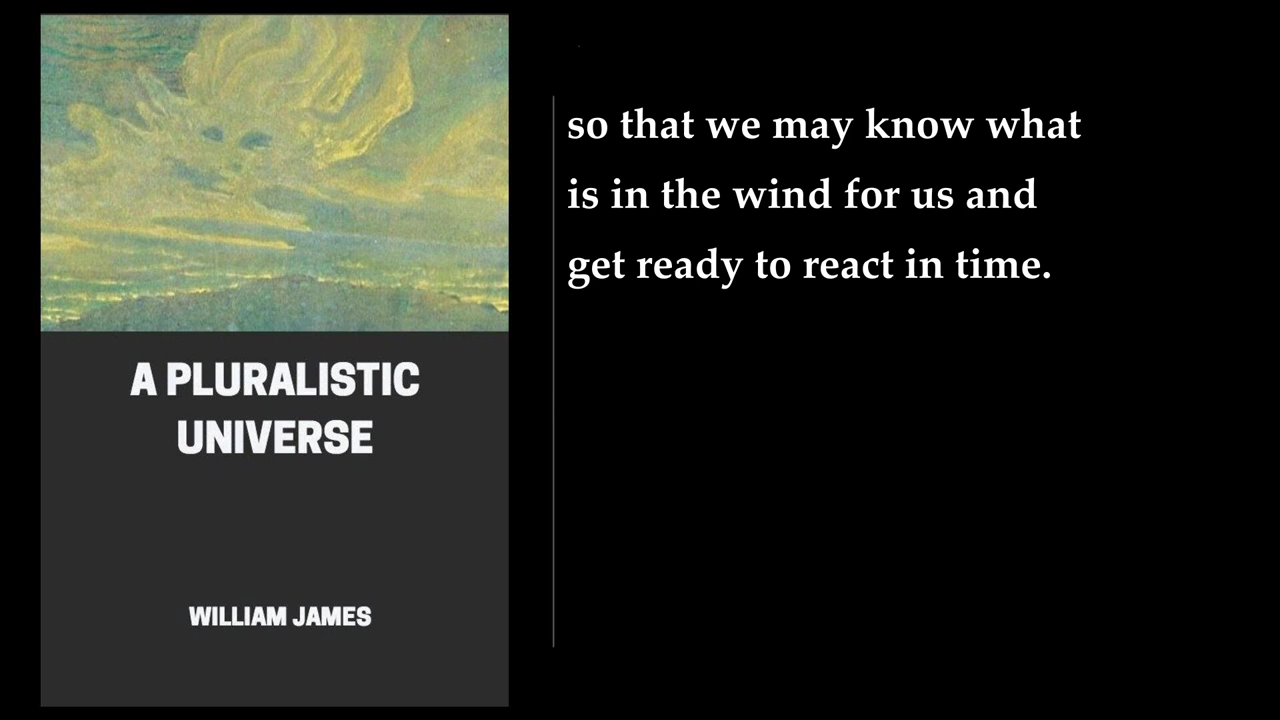 A PLURALISTIC
UNIVERSE
WILLIAM JAMES
so that we may know what
is in the wind for us and
get ready to react in time.